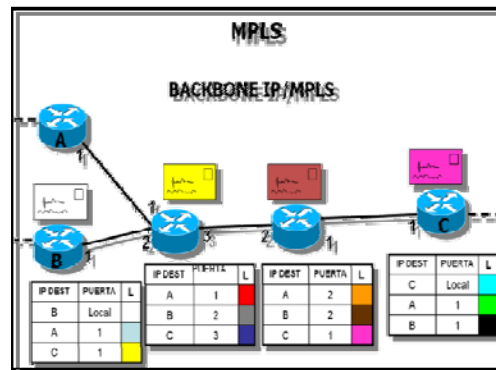 MPLS
BACKBONE IP/MPLS
A
1
1
B
1
2
3
2
1
1
C
IP DEST PUERTA L
B Local
A 1
C 1
IP DEST PUERTA L
A 1
B 2
C 3
IP DEST PUERTA L
A 2
B 2
C 1
IP DEST PUERTA L
C Local
A 1
B 1